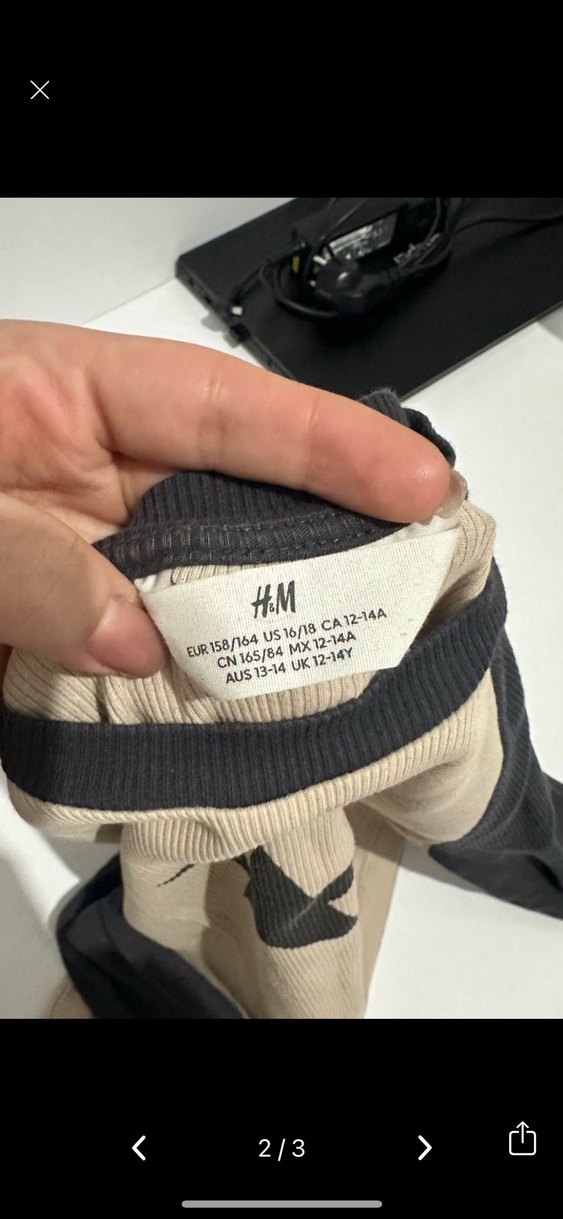 H&M
EUR 158/164 US 16/18 CA 12-14A
CN 165/84 MX 12-14A
AUS 13-14 UK 12-14Y
2 / 3